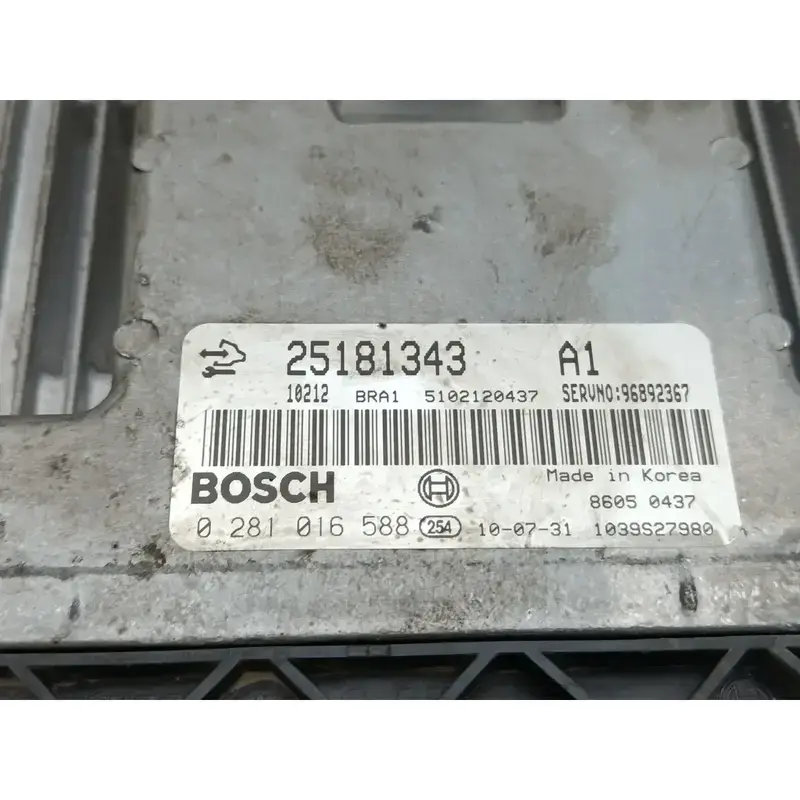 25181343 A1
10212 BRA1 5102120437 SERVNO:96892367
BOSCH Made in Korea
8605 0437
0 281 016 588 254 10-07-31 1039S27980